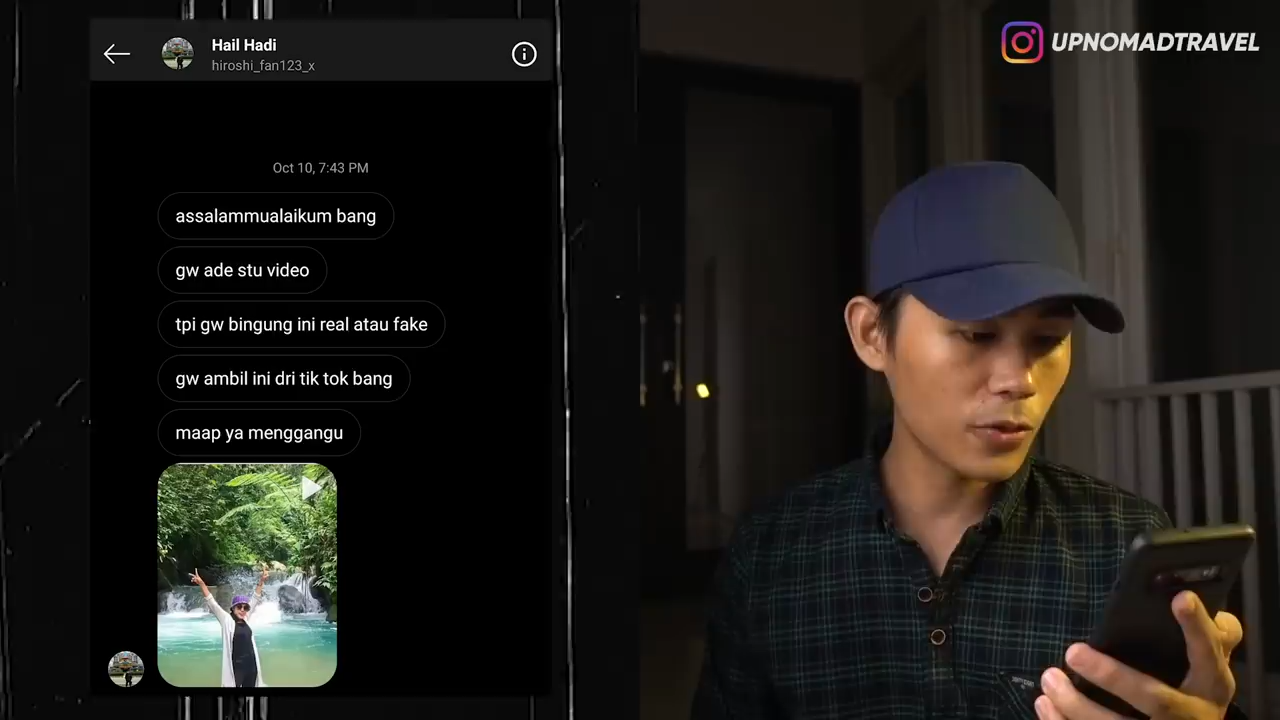 Hail Hadi
hiroshi_fan123_x
Oct 10, 7:43 PM
assalammualaikum bang
gw ade stu video
tpi gw bingung ini real atau fake
gw ambil ini dri tik tok bang
maap ya menggangu
UPNOMADTRAVEL